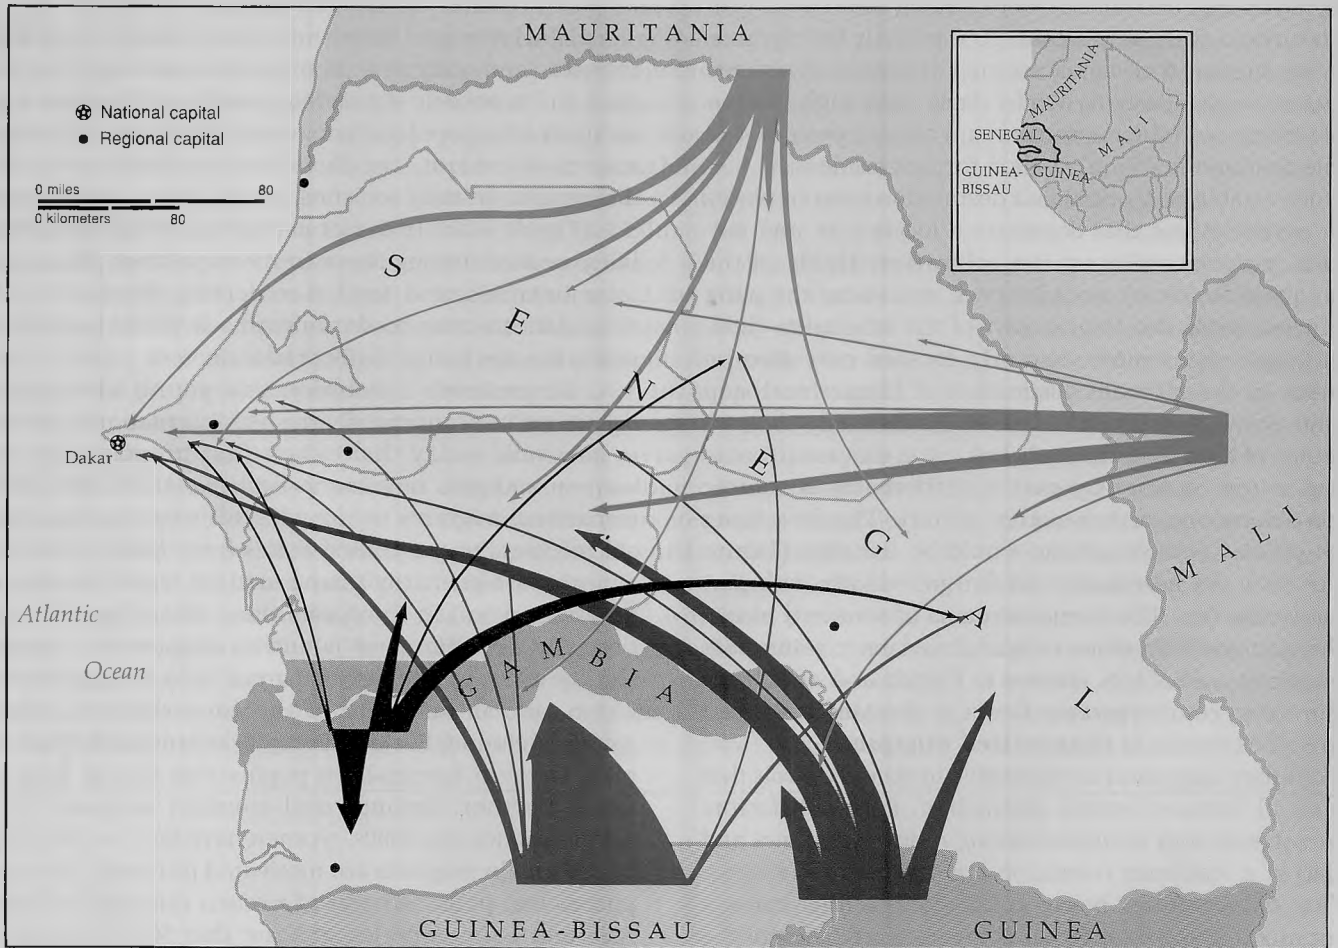 MAURITANIA
National capital
Regional capital
0 miles 80
0 kilometers 80
MAURITANIA
SENEGAL
MALI
GUINEA-BISSAU
GUINEA
SENEGAL
Dakar
MALI
Atlantic
Ocean
GAMBIA
GUINEA-BISSAU
GUINEA